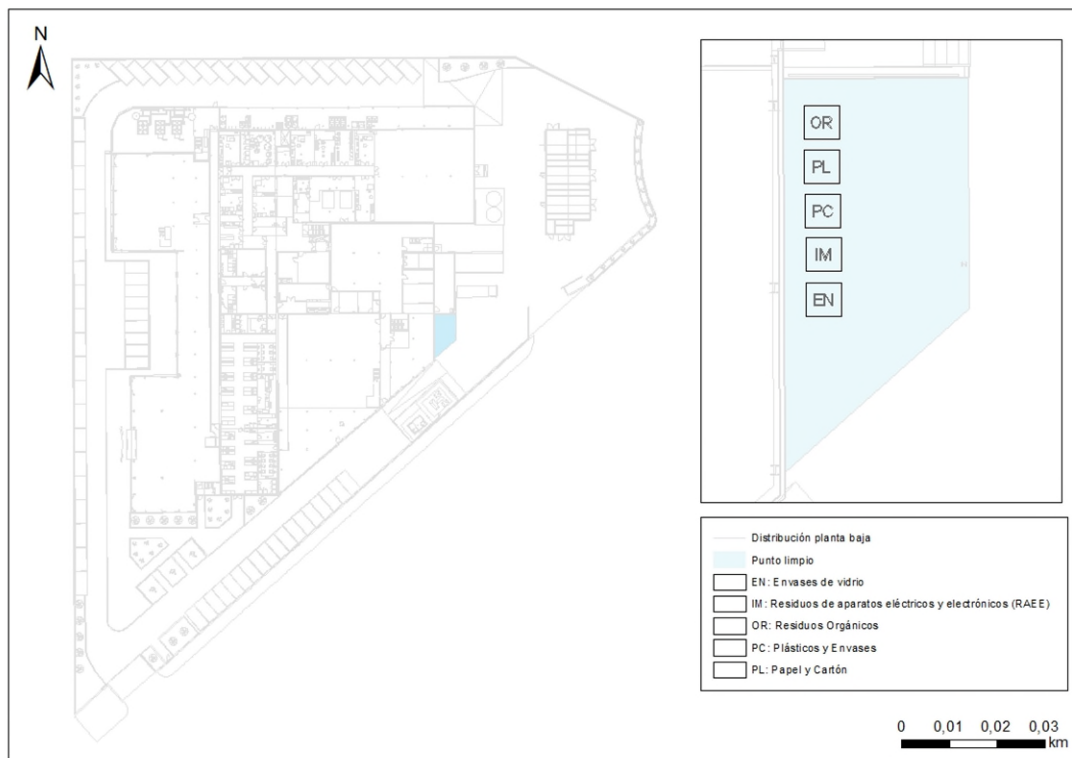 N
OR
PL
PC
IM
EN
Distribución planta baja
Punto limpio
EN: Envases de vidrio
IM: Residuos de aparatos eléctricos y electrónicos (RAEE)
OR: Residuos Orgánicos
PC: Plásticos y Envases
PL: Papel y Cartón
0 0,01 0,02 0,03
km